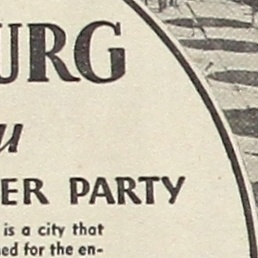 URG
u
ER PARTY
is a city that
ed for the en-